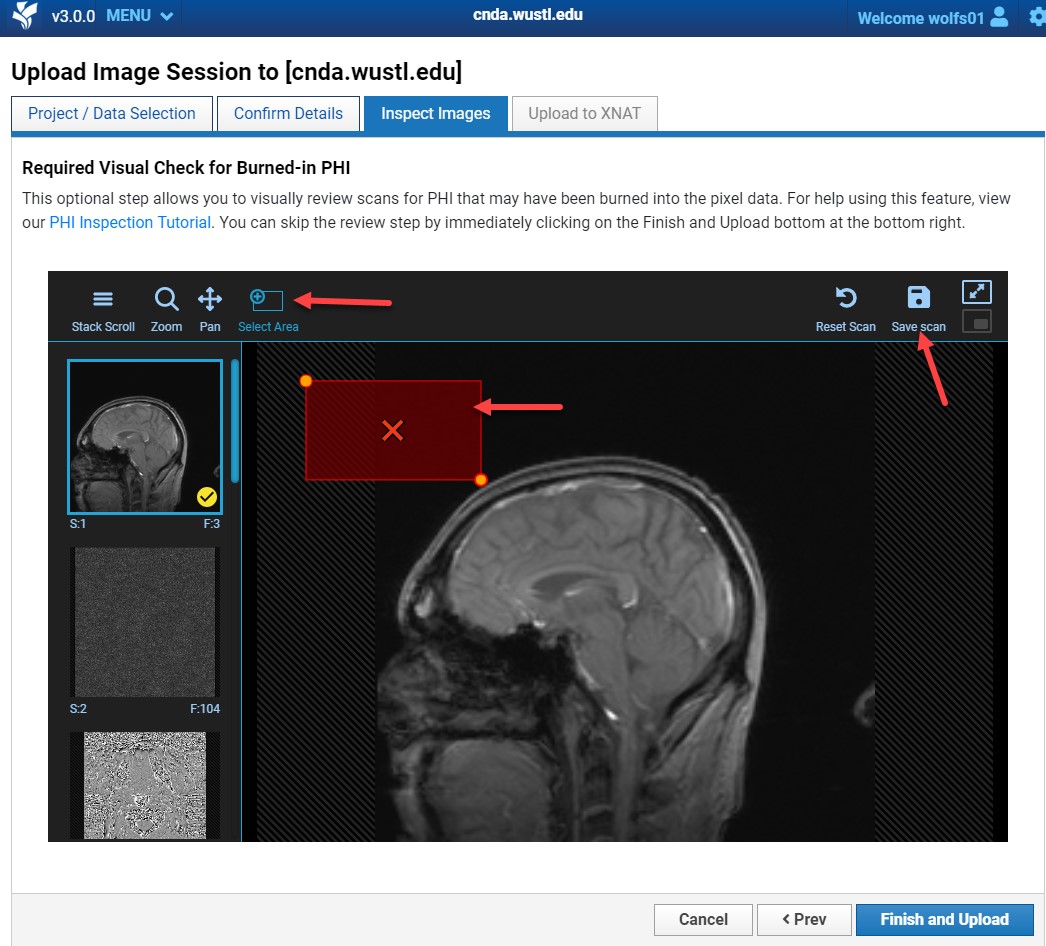 v3.0.0 MENU cnda.wustl.edu Welcome wolfs01
Upload Image Session to [cnda.wustl.edu]
Project / Data Selection Confirm Details Inspect Images Upload to XNAT
Required Visual Check for Burned-in PHI
This optional step allows you to visually review scans for PHI that may have been burned into the pixel data. For help using this feature, view
our PHI Inspection Tutorial. You can skip the review step by immediately clicking on the Finish and Upload bottom at the bottom right.
Stack Scroll Zoom Pan Select Area Reset Scan Save scan
S:1 F:3
S:2 F:104
Cancel Prev Finish and Upload